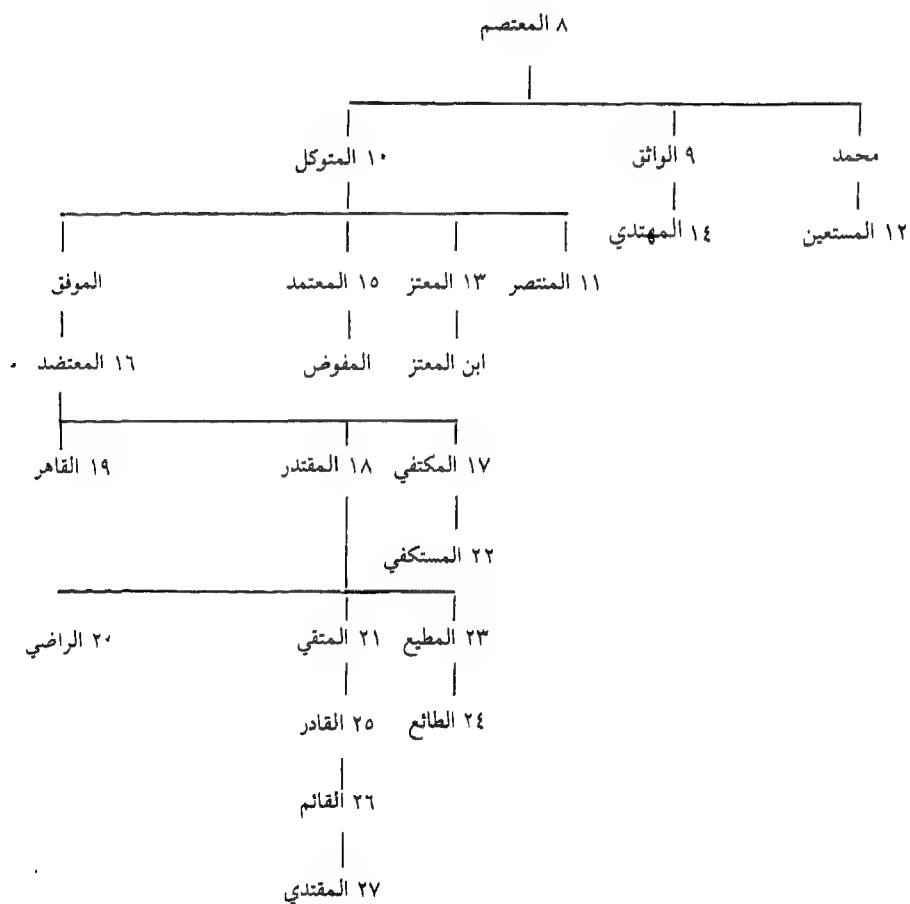 ٨ المعتصم
محمد ٩ الواثق ١٠ المتوكل
١٢ المستعين ١٤ المهتدي
١١ المنتصر ١٣ المعتز ١٥ المعتمد الموفق
ابن المعتز المفوض ١٦ المعتضد
١٧ المكتفي ١٨ المقتدر ١٩ القاهر
٢٢ المستكفي
٢٣ المطيع ٢١ المتقي ٢٠ الراضي
٢٤ الطائع ٢٥ القادر
٢٦ القائم
٢٧ المقتدي